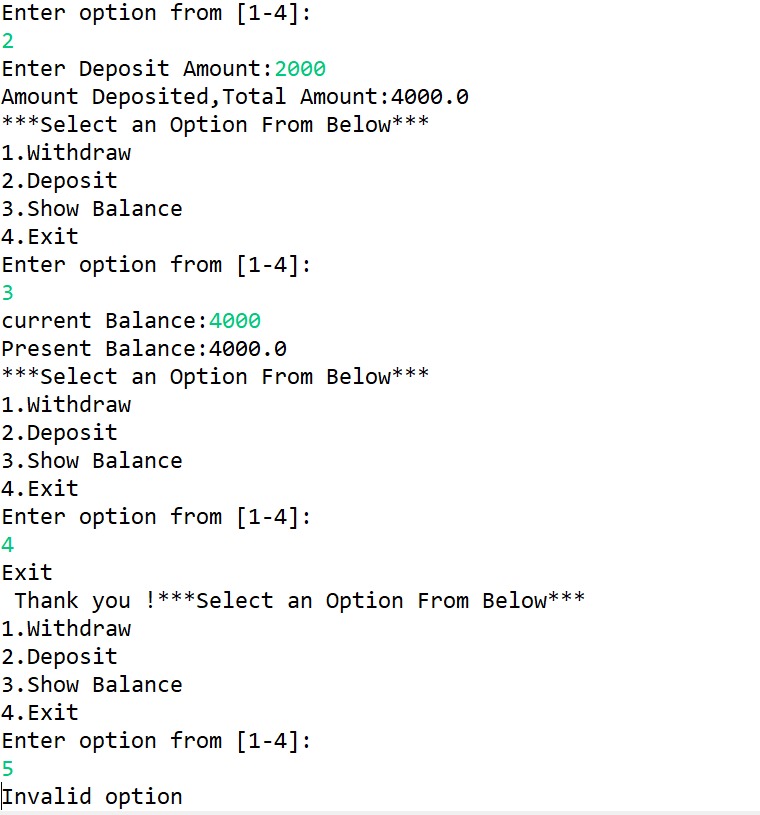 Enter option from [1-4]:
2
Enter Deposit Amount:2000
Amount Deposited,Total Amount:4000.0
***Select an Option From Below***
1.Withdraw
2.Deposit
3.Show Balance
4.Exit
Enter option from [1-4]:
3
current Balance:4000
Present Balance:4000.0
***Select an Option From Below***
1.Withdraw
2.Deposit
3.Show Balance
4.Exit
Enter option from [1-4]:
4
Exit
 Thank you !***Select an Option From Below***
1.Withdraw
2.Deposit
3.Show Balance
4.Exit
Enter option from [1-4]:
5
Invalid option